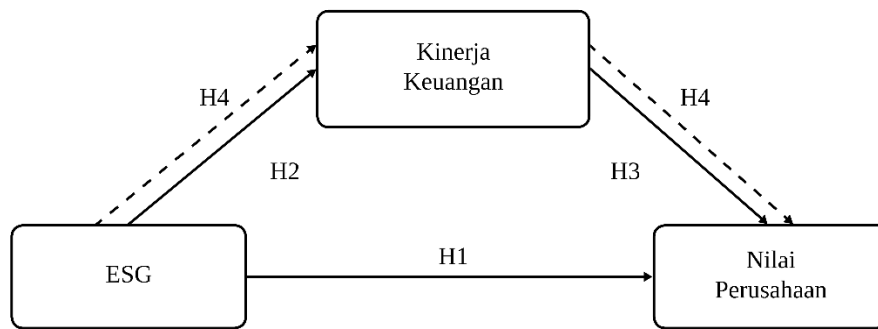 Kinerja
Keuangan
H4
H4
H2
H3
ESG
H1
Nilai
Perusahaan